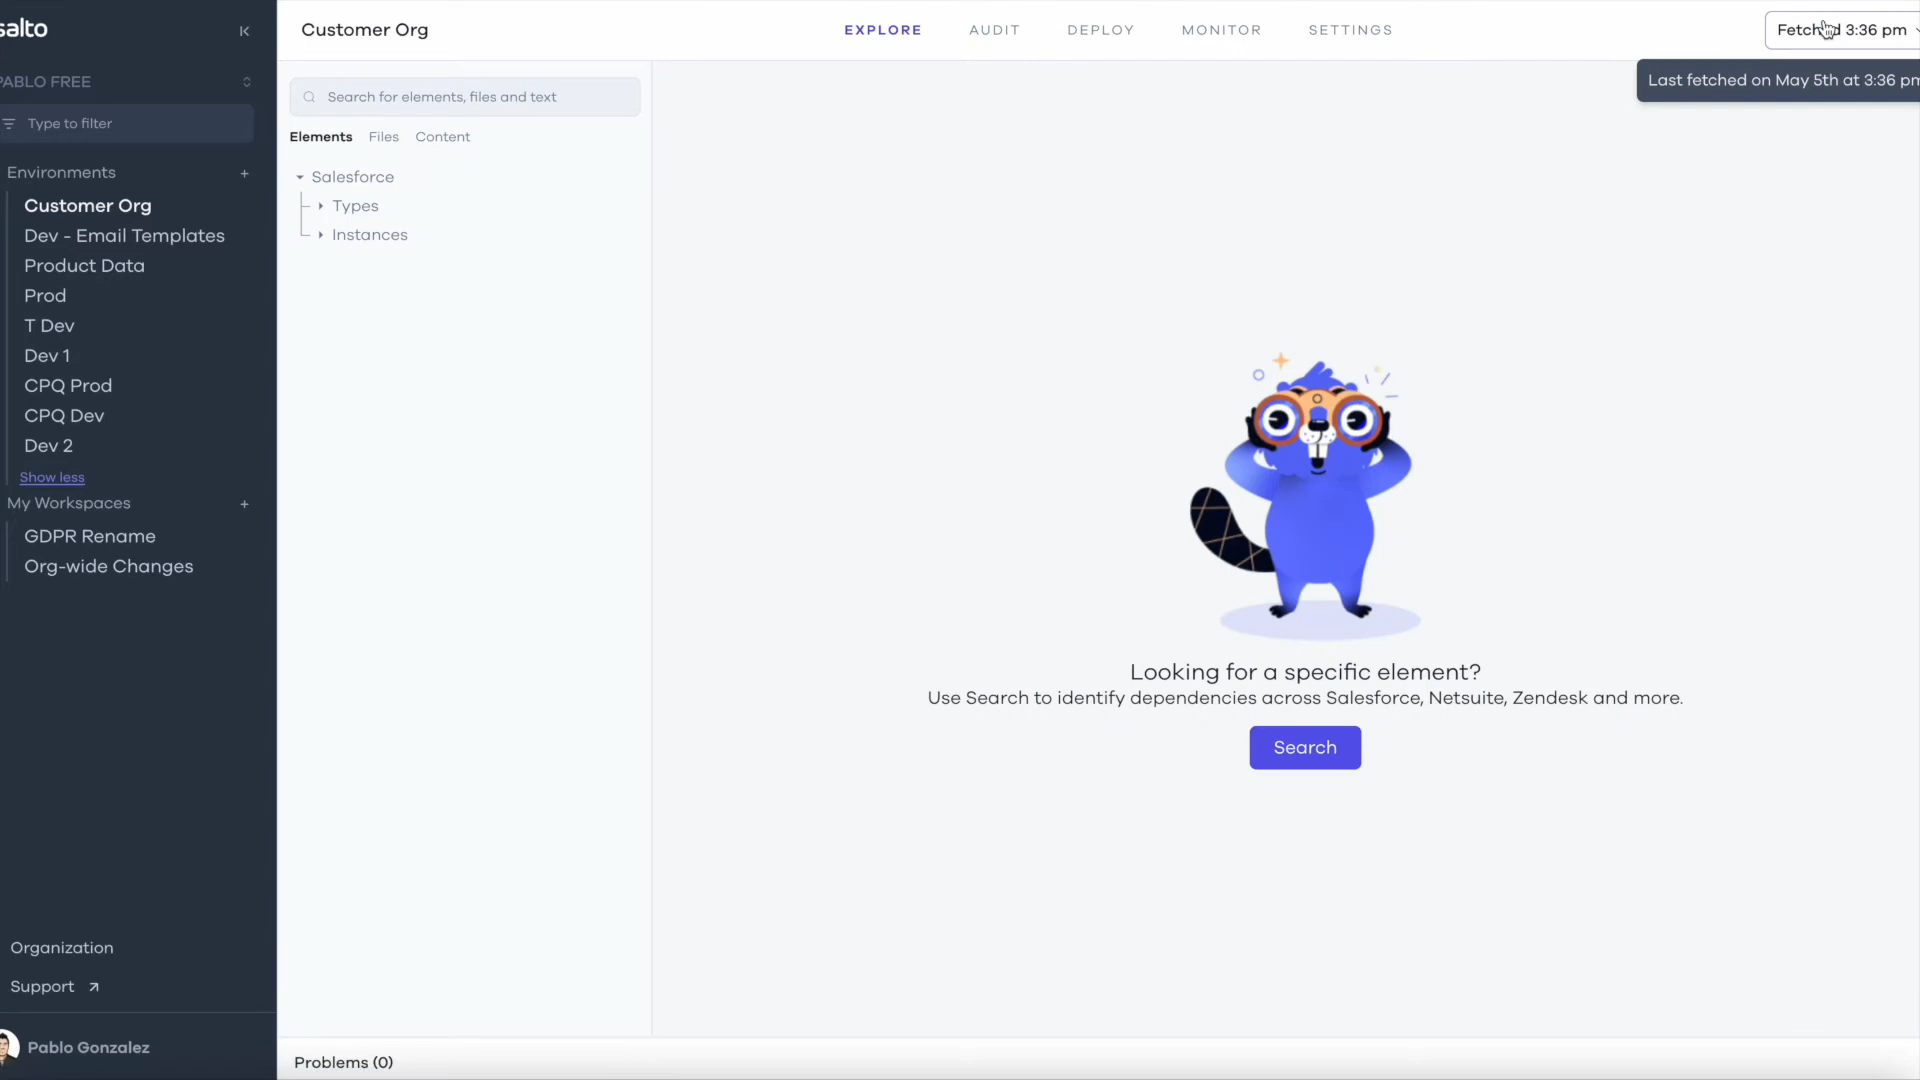 salto
PABLO FREE
Type to filter
Environments
Customer Org
Dev - Email Templates
Product Data
Prod
T Dev
Dev 1
CPQ Prod
CPQ Dev
Dev 2
Show less
My Workspaces
GDPR Rename
Org-wide Changes
Organization
Support
Pablo Gonzalez
Customer Org
EXPLORE AUDIT DEPLOY MONITOR SETTINGS
Fetched 3:36 pm
Last fetched on May 5th at 3:36 pm
Search for elements, files and text
Elements Files Content
Salesforce
Types
Instances
Looking for a specific element?
Use Search to identify dependencies across Salesforce, Netsuite, Zendesk and more.
Search
Problems (0)